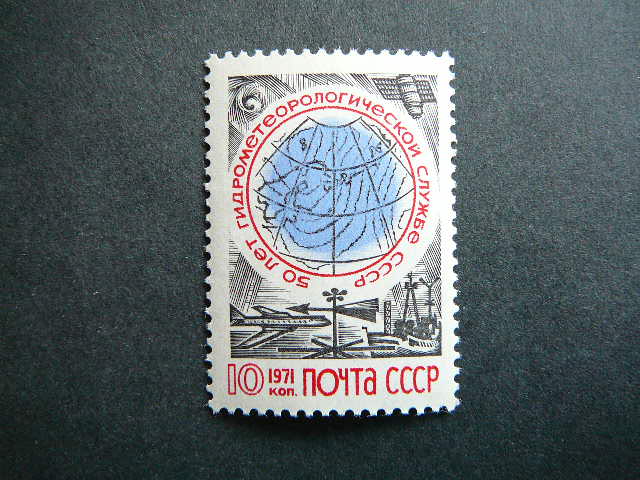 50 ЛЕТ ГИДРОМЕТЕОРОЛОГИЧЕСКОЙ СЛУЖБЕ СССР
10 1971 КОП. ПОЧТА СССР